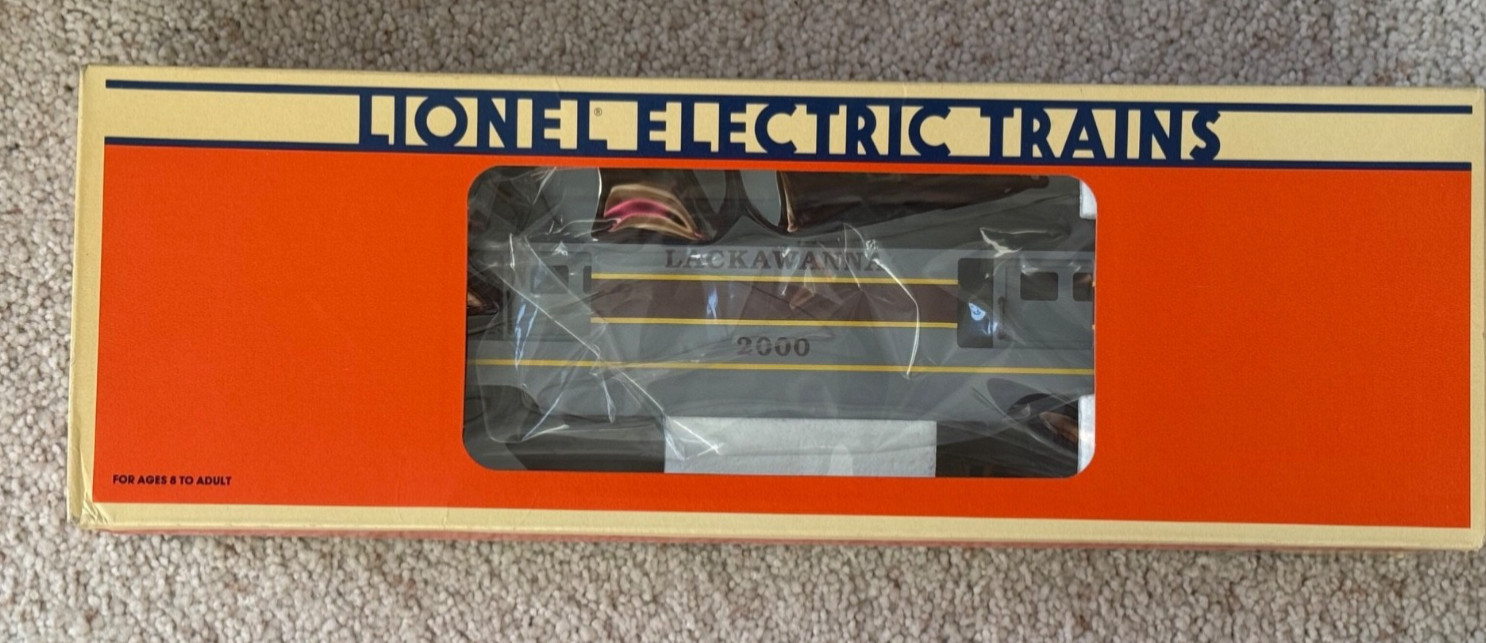 LIONEL® ELECTRIC TRAINS
LACKAWANNA
2000
FOR AGES 8 TO ADULT